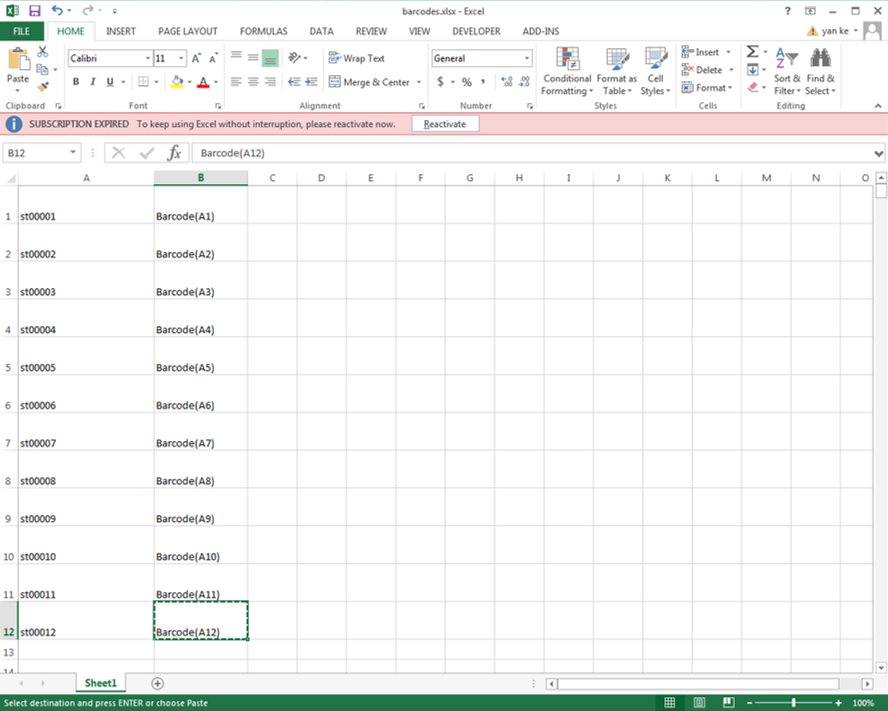 barcodes.xlsx - Excel
?
FILE HOME INSERT PAGE LAYOUT FORMULAS DATA REVIEW VIEW DEVELOPER ADD-INS yan ke
Paste Calibri 11 A A Wrap Text General Conditional Formatting Format as Table Cell Styles Insert Σ Sort & Filter Find & Select
B I U A Merge & Center $ % , Delete
Format
Clipboard Font Alignment Number Styles Cells Editing
SUBSCRIPTION EXPIRED To keep using Excel without interruption, please reactivate now. Reactivate
B12 fx Barcode(A12)
A B C D E F G H I J K L M N O
1 st00001 Barcode(A1)
2 st00002 Barcode(A2)
3 st00003 Barcode(A3)
4 st00004 Barcode(A4)
5 st00005 Barcode(A5)
6 st00006 Barcode(A6)
7 st00007 Barcode(A7)
8 st00008 Barcode(A8)
9 st00009 Barcode(A9)
10 st00010 Barcode(A10)
11 st00011 Barcode(A11)
12 st00012 Barcode(A12)
13
14
Sheet1
Select destination and press ENTER or choose Paste 100%